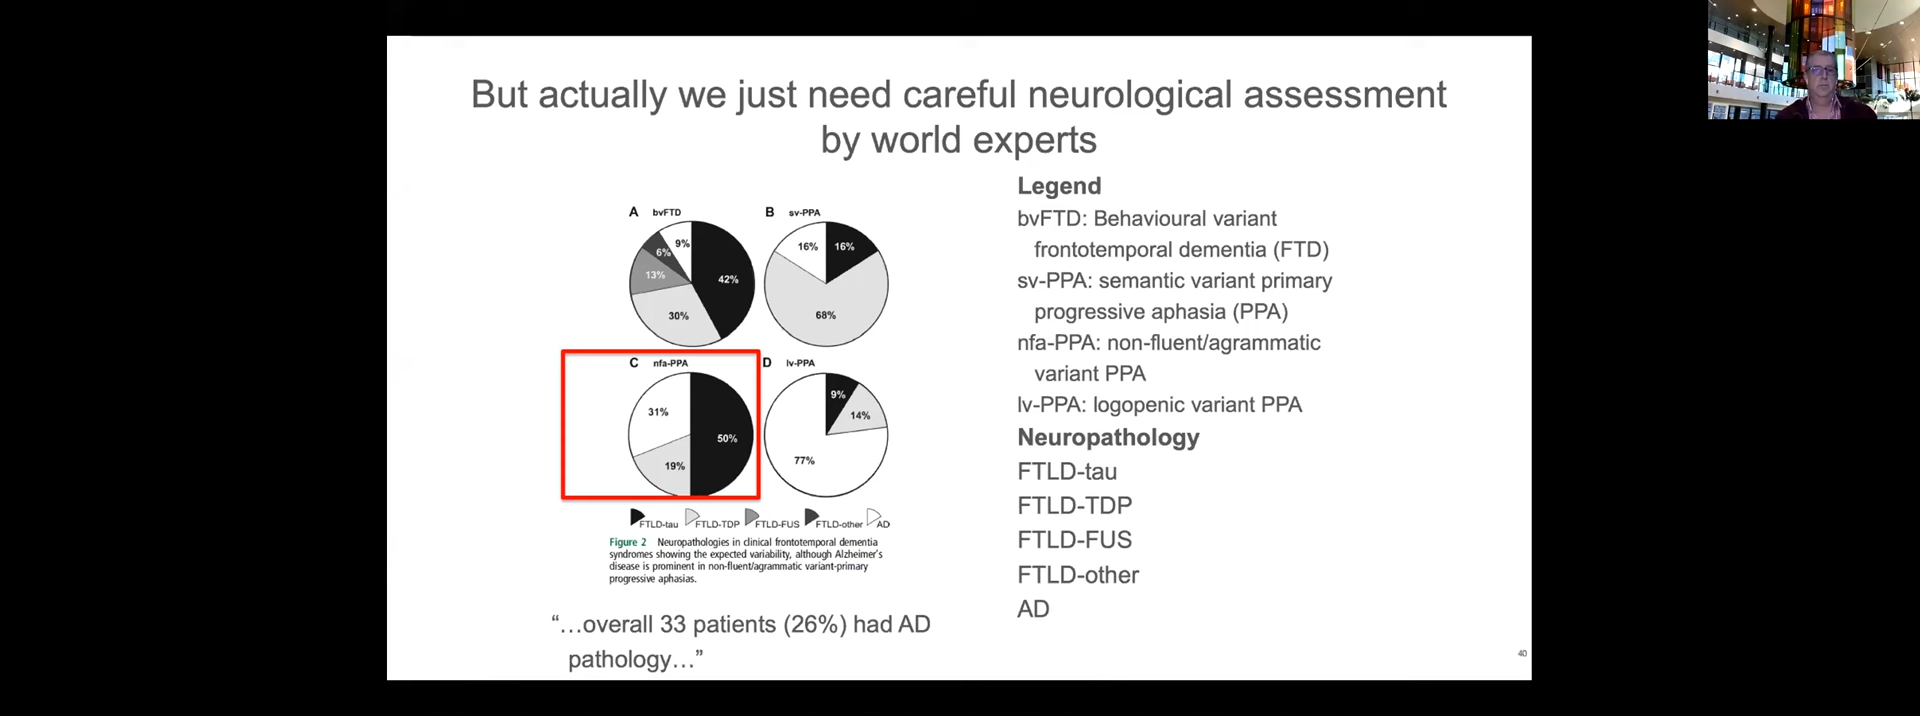 But actually we just need careful neurological assessment
by world experts
A bvFTD
9%
6%
13%
42%
30%
B sv-PPA
16%
16%
68%
C nfa-PPA
31%
50%
19%
D lv-PPA
9%
14%
77%
FTLD-tau FTLD-TDP FTLD-FUS FTLD-other AD
Figure 2 Neuropathologies in clinical frontotemporal dementia
syndromes showing the expected variability, although Alzheimer's
disease is prominent in non-fluent/agrammatic variant-primary
progressive aphasias.
“…overall 33 patients (26%) had AD
pathology…”
Legend
bvFTD: Behavioural variant
frontotemporal dementia (FTD)
sv-PPA: semantic variant primary
progressive aphasia (PPA)
nfa-PPA: non-fluent/agrammatic
variant PPA
lv-PPA: logopenic variant PPA
Neuropathology
FTLD-tau
FTLD-TDP
FTLD-FUS
FTLD-other
AD
40